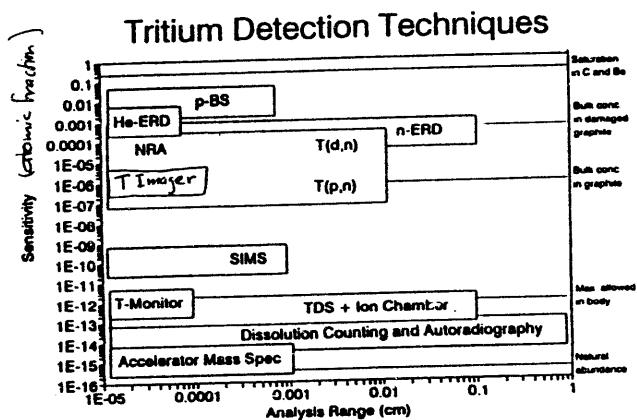 Tritium Detection Techniques
Sensitivity (atomic fraction)
1
0.1
0.01
0.001
0.0001
1E-05
1E-06
1E-07
1E-08
1E-09
1E-10
1E-11
1E-12
1E-13
1E-14
1E-15
1E-16
p-BS
He-ERD
n-ERD
NRA
T(d,n)
T Imager
T(p,n)
SIMS
T-Monitor
TDS + Ion Chamber
Dissolution Counting and Autoradiography
Accelerator Mass Spec
Saturation
in C and Be
Bulk conc
in damaged
graphite
Bulk conc
in graphite
Max allowed
in body
Natural
abundance
1E-05
0.0001
0.001
0.01
0.1
1
Analysis Range (cm)